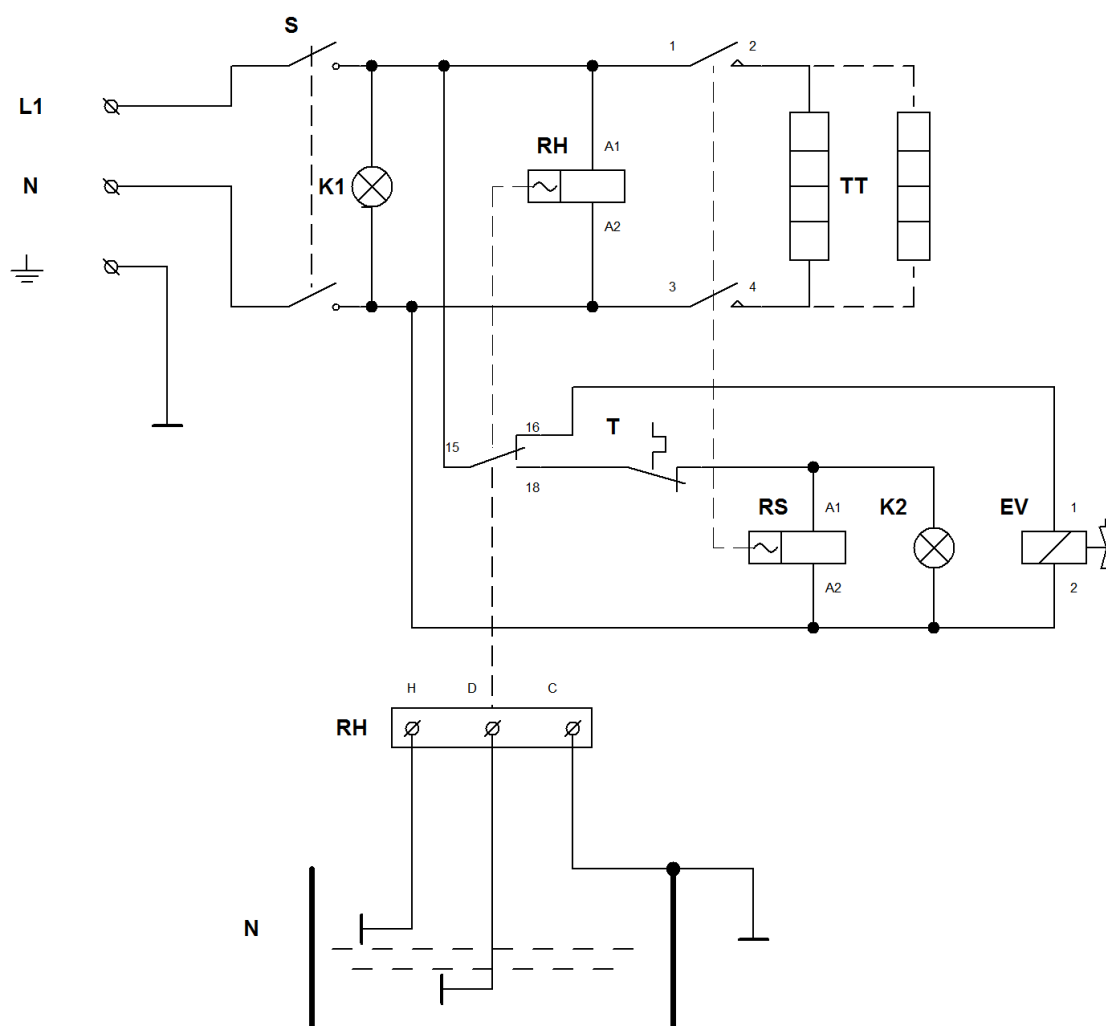 S
1 2
L1
RH A1
N K1 TT
A2
3 4
16 T
15
18
RS A1 K2 EV 1
A2 2
H D C
RH
N